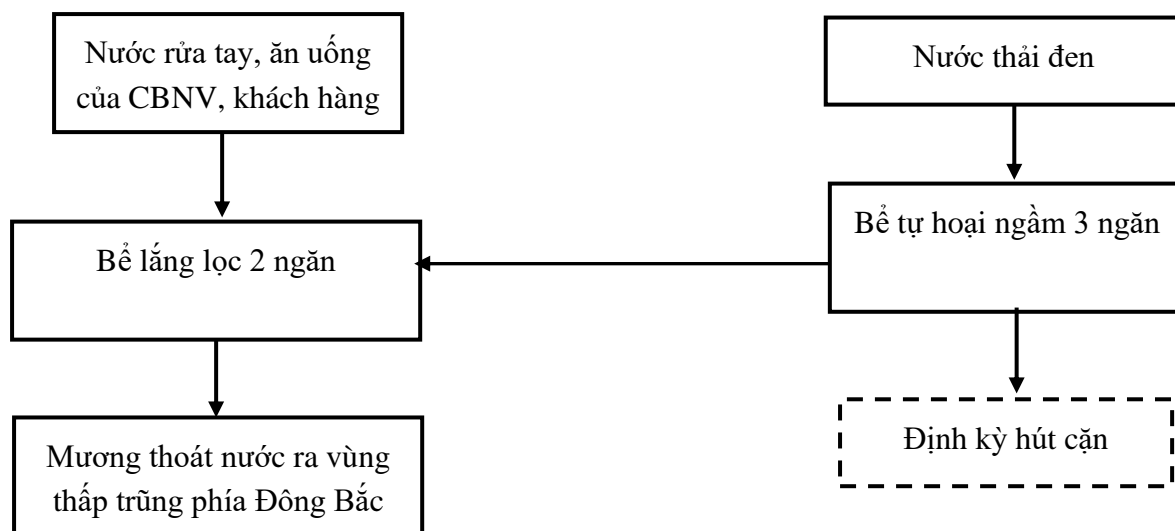 Nước rửa tay, ăn uống
của CBNV, khách hàng
Nước thải đen
Bể lắng lọc 2 ngăn
Bể tự hoại ngầm 3 ngăn
Mương thoát nước ra vùng
thấp trũng phía Đông Bắc
Định kỳ hút cặn